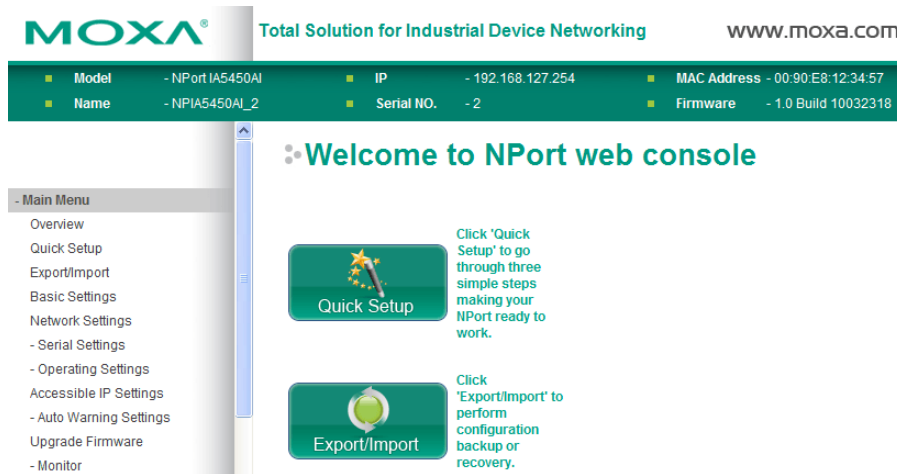 MOXA®
Total Solution for Industrial Device Networking
www.moxa.com
Model - NPort IA5450AI IP - 192.168.127.254 MAC Address - 00:90:E8:12:34:57
Name - NPIA5450AI_2 Serial NO. - 2 Firmware - 1.0 Build 10032318
Welcome to NPort web console
- Main Menu
Overview
Quick Setup
Export/Import
Basic Settings
Network Settings
- Serial Settings
- Operating Settings
Accessible IP Settings
- Auto Warning Settings
Upgrade Firmware
- Monitor
Quick Setup
Click 'Quick
Setup' to go
through three
simple steps
making your
NPort ready to
work.
Export/Import
Click
'Export/Import' to
perform
configuration
backup or
recovery.